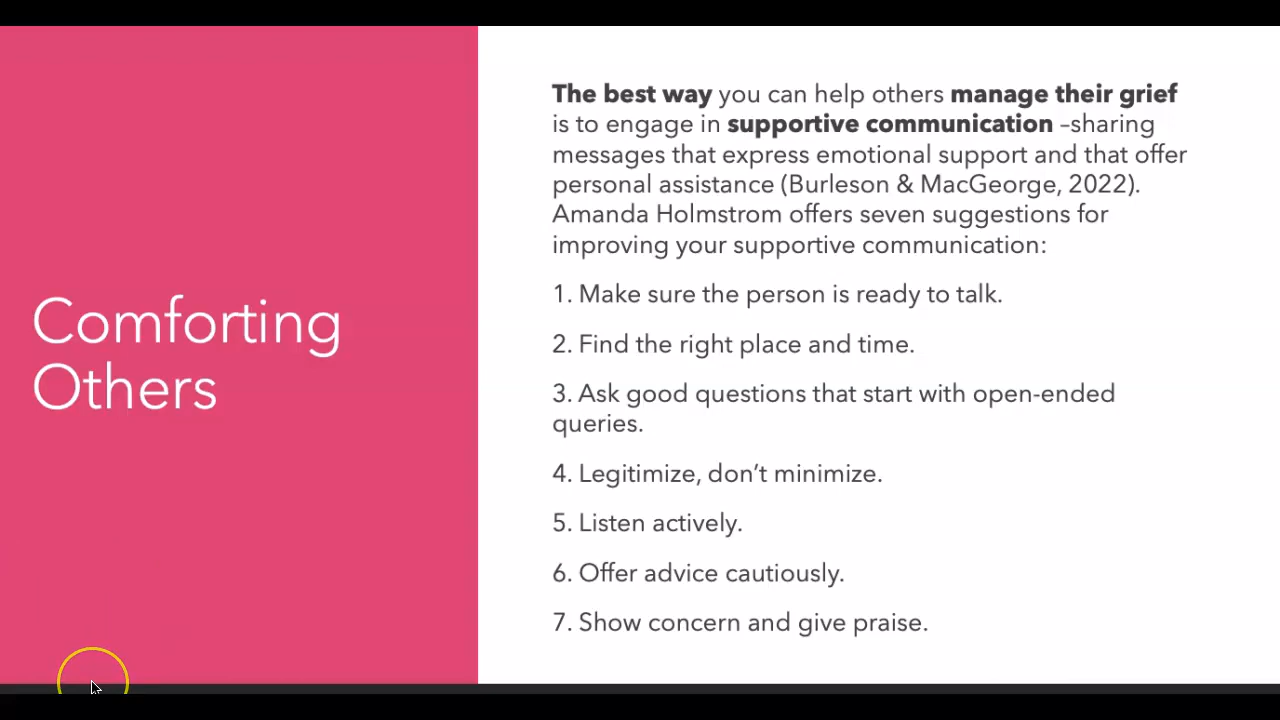 Comforting
Others
The best way you can help others manage their grief
is to engage in supportive communication –sharing
messages that express emotional support and that offer
personal assistance (Burleson & MacGeorge, 2022).
Amanda Holmstrom offers seven suggestions for
improving your supportive communication:
1. Make sure the person is ready to talk.
2. Find the right place and time.
3. Ask good questions that start with open-ended
queries.
4. Legitimize, don’t minimize.
5. Listen actively.
6. Offer advice cautiously.
7. Show concern and give praise.